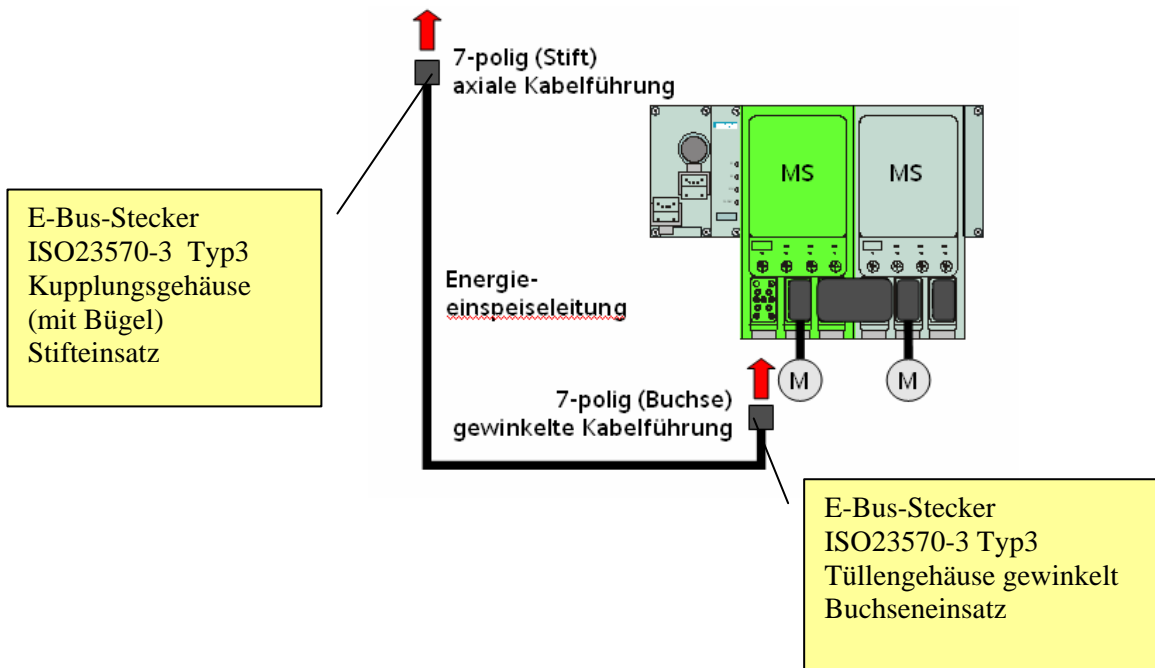 7-polig (Stift)
axiale Kabelführung
MS
MS
E-Bus-Stecker
ISO23570-3 Typ3
Kupplungsgehäuse
(mit Bügel)
Stifteinsatz
Energie-
einspeiseleitung
M
M
7-polig (Buchse)
gewinkelte Kabelführung
E-Bus-Stecker
ISO23570-3 Typ3
Tüllengehäuse gewinkelt
Buchseneinsatz